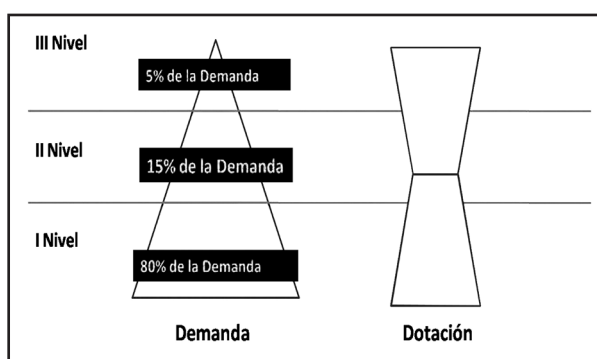 III Nivel
5% de la Demanda
II Nivel
15% de la Demanda
I Nivel
80% de la Demanda
Demanda
Dotación